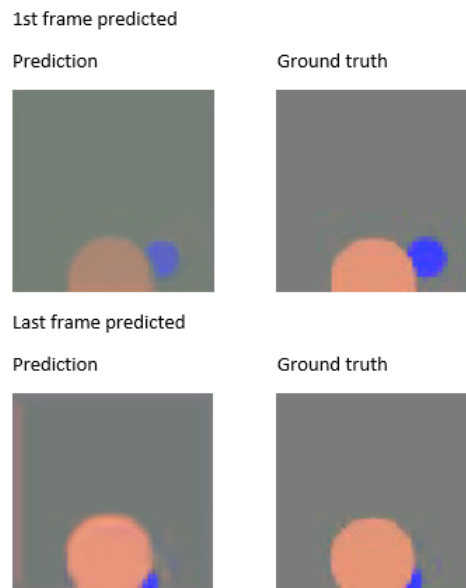 1st frame predicted
Prediction Ground truth
Last frame predicted
Prediction Ground truth